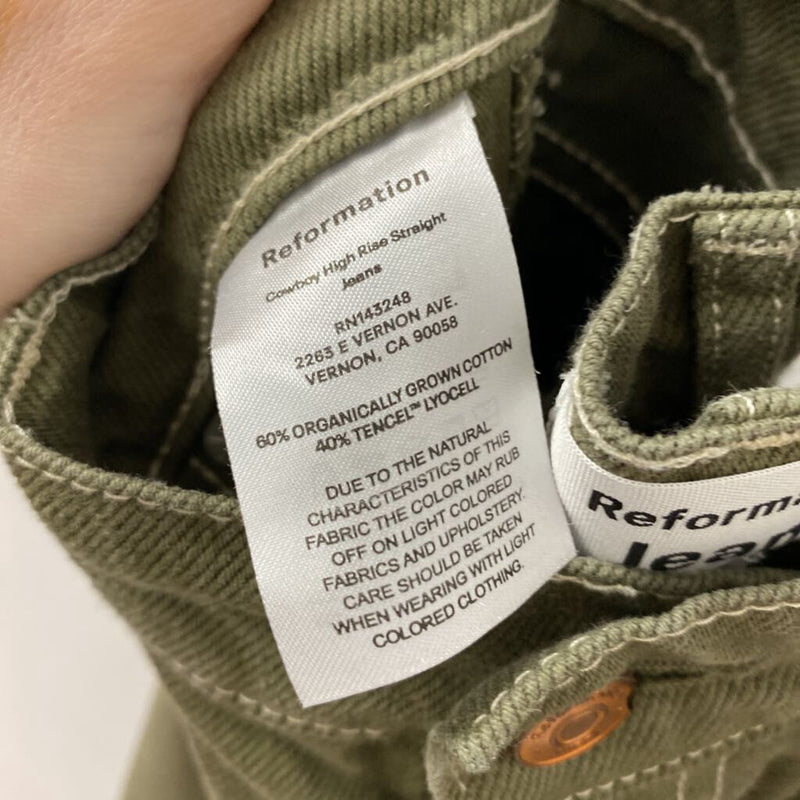 Reformation
Cowboy High Rise Straight
Jeans
RN143248
2263 E VERNON AVE.
VERNON, CA 90058
60% ORGANICALLY GROWN COTTON
40% TENCEL™ LYOCELL
DUE TO THE NATURAL
CHARACTERISTICS OF THIS
FABRIC THE COLOR MAY RUB
OFF ON LIGHT COLORED
FABRICS AND UPHOLSTERY.
CARE SHOULD BE TAKEN
WHEN WEARING WITH LIGHT
COLORED CLOTHING.
Reforma
Jean